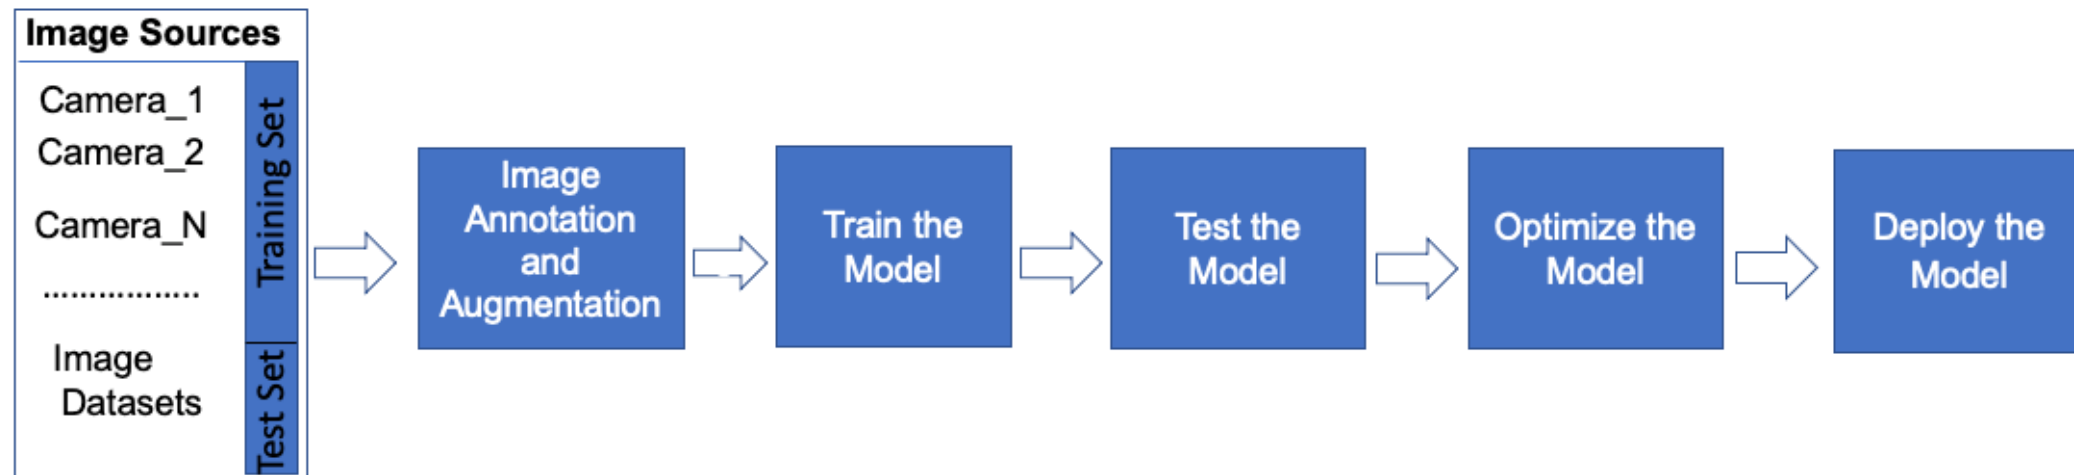 Image Sources
Camera_1
Camera_2
Camera_N
.................
Image
Datasets
Training Set
Test Set
Image
Annotation
and
Augmentation
Train the
Model
Test the
Model
Optimize the
Model
Deploy the
Model